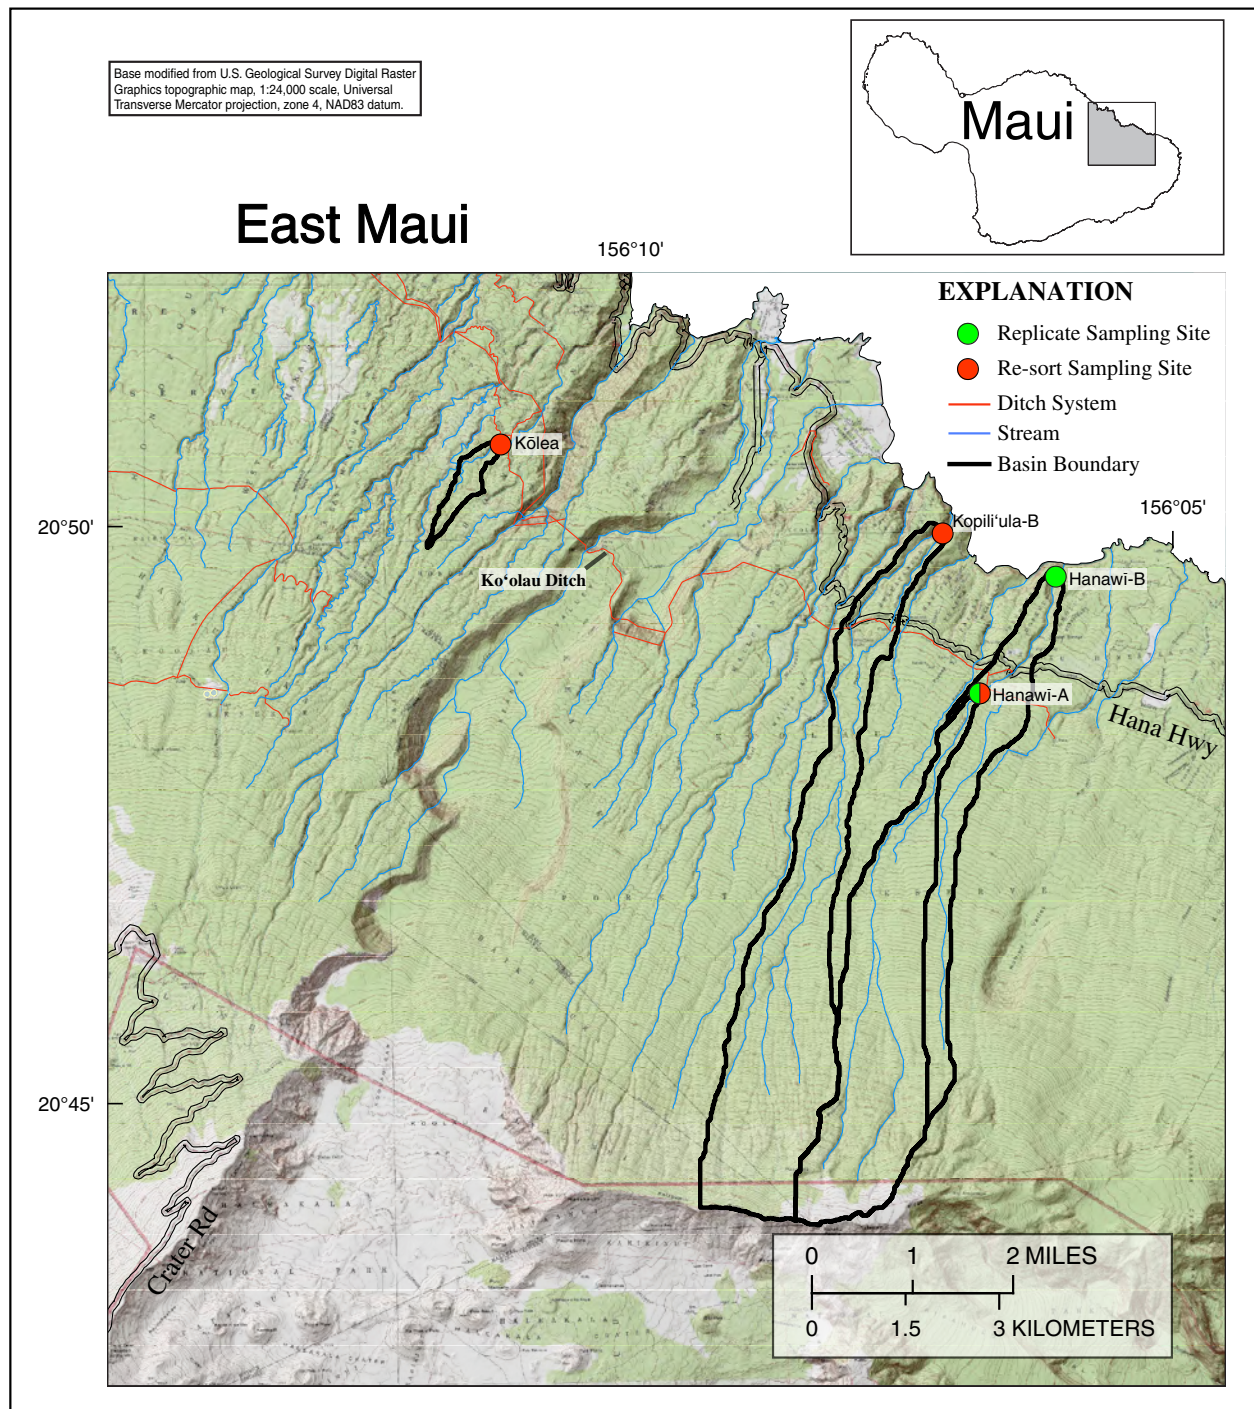 Base modified from U.S. Geological Survey Digital Raster
Graphics topographic map, 1:24,000 scale, Universal
Transverse Mercator projection, zone 4, NAD83 datum.
Maui
East Maui
156°10'
EXPLANATION
Replicate Sampling Site
Re-sort Sampling Site
Ditch System
Stream
Basin Boundary
Kōlea
20°50'
156°05'
Kopiliʻula-B
Koʻolau Ditch
Hanawī-B
Hanawī-A
Hana Hwy
20°45'
Crater Rd
0 1 2 MILES
0 1.5 3 KILOMETERS